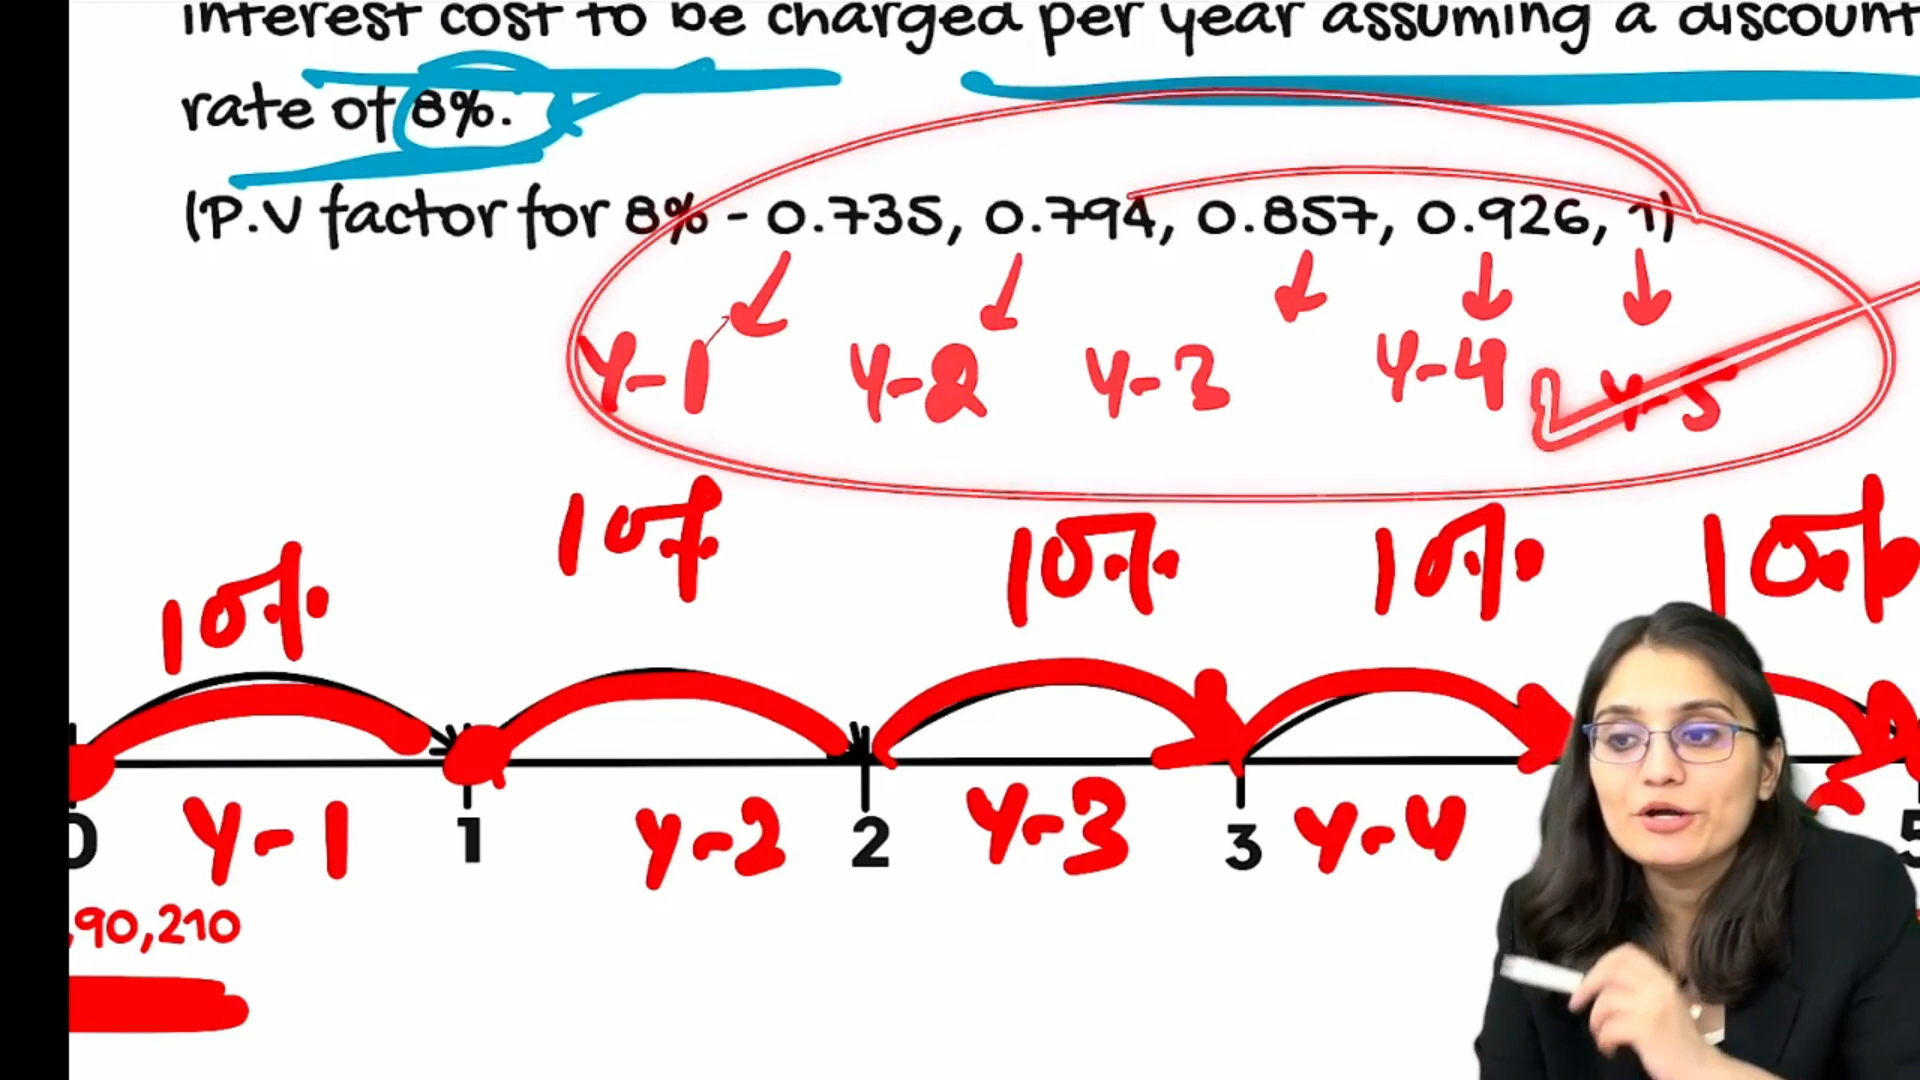 interest cost to be charged per year assuming a discount
rate of 8%.
(P.V factor for 8% - 0.735, 0.794, 0.857, 0.926, 1)
Y-1 Y-2 Y-3 Y-4 Y-5
10% 10% 10% 10% 10%
0 Y-1 1 Y-2 2 Y-3 3 Y-4 5
,90,210